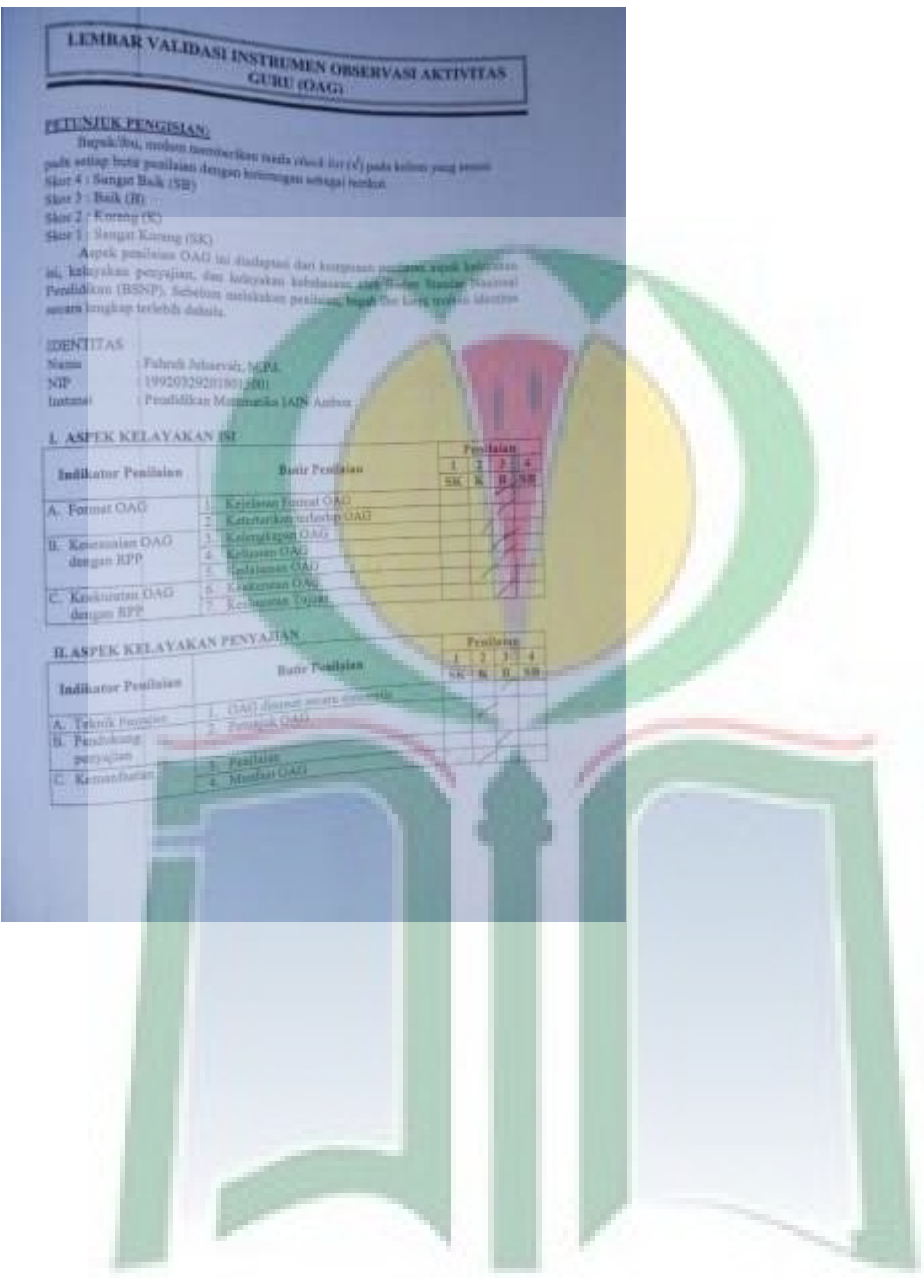 LEMBAR VALIDASI INSTRUMEN OBSERVASI AKTIVITAS
GURU (OAG)
PETUNJUK PENGISIAN:
Bapak/ibu, mohon memberikan tanda check list (√) pada kolom yang sesuai
pada setiap butir penilaian dengan keterangan sebagai berikut.
Skor 4 : Sangat Baik (SB)
Skor 3 : Baik (B)
Skor 2 : Kurang (K)
Skor 1 : Sangat Kurang (SK)
Aspek penilaian OAG ini diadaptasi dari komponen penilaian aspek kelayakan
isi, kelayakan penyajian, dan kelayakan kebahasaan oleh Badan Standar Nasional
Pendidikan (BSNP). Sebelum melakukan penilaian, bapak/ibu
secara lengkap terlebih dahulu.
IDENTITAS
Nama :
NIP :
Instansi : Pendidikan Matematika IAIN Ambon
I. ASPEK KELAYAKAN ISI
Indikator Penilaian Butir Penilaian Penilaian
1 2 3 4
SK K B SB
A. Format OAG 1. Kejelasan Format OAG
2. Ketertarikan terhadap OAG
B. Kesesuaian OAG dengan RPP 3. Kelengkapan OAG
4. Keluasan OAG
5. Kedalaman OAG
C. Keakuratan OAG dengan RPP 6. Keakuratan OAG
7. Tujuan
II. ASPEK KELAYAKAN PENYAJIAN
Indikator Penilaian Butir Penilaian Penilaian
1 2 3 4
SK K B SB
A. Teknik Penyajian 1. OAG secara sistematis
B. Pendukung penyajian 2. Petunjuk OAG
3. Penilaian
C. Kemanfaatan 4. Manfaat OAG